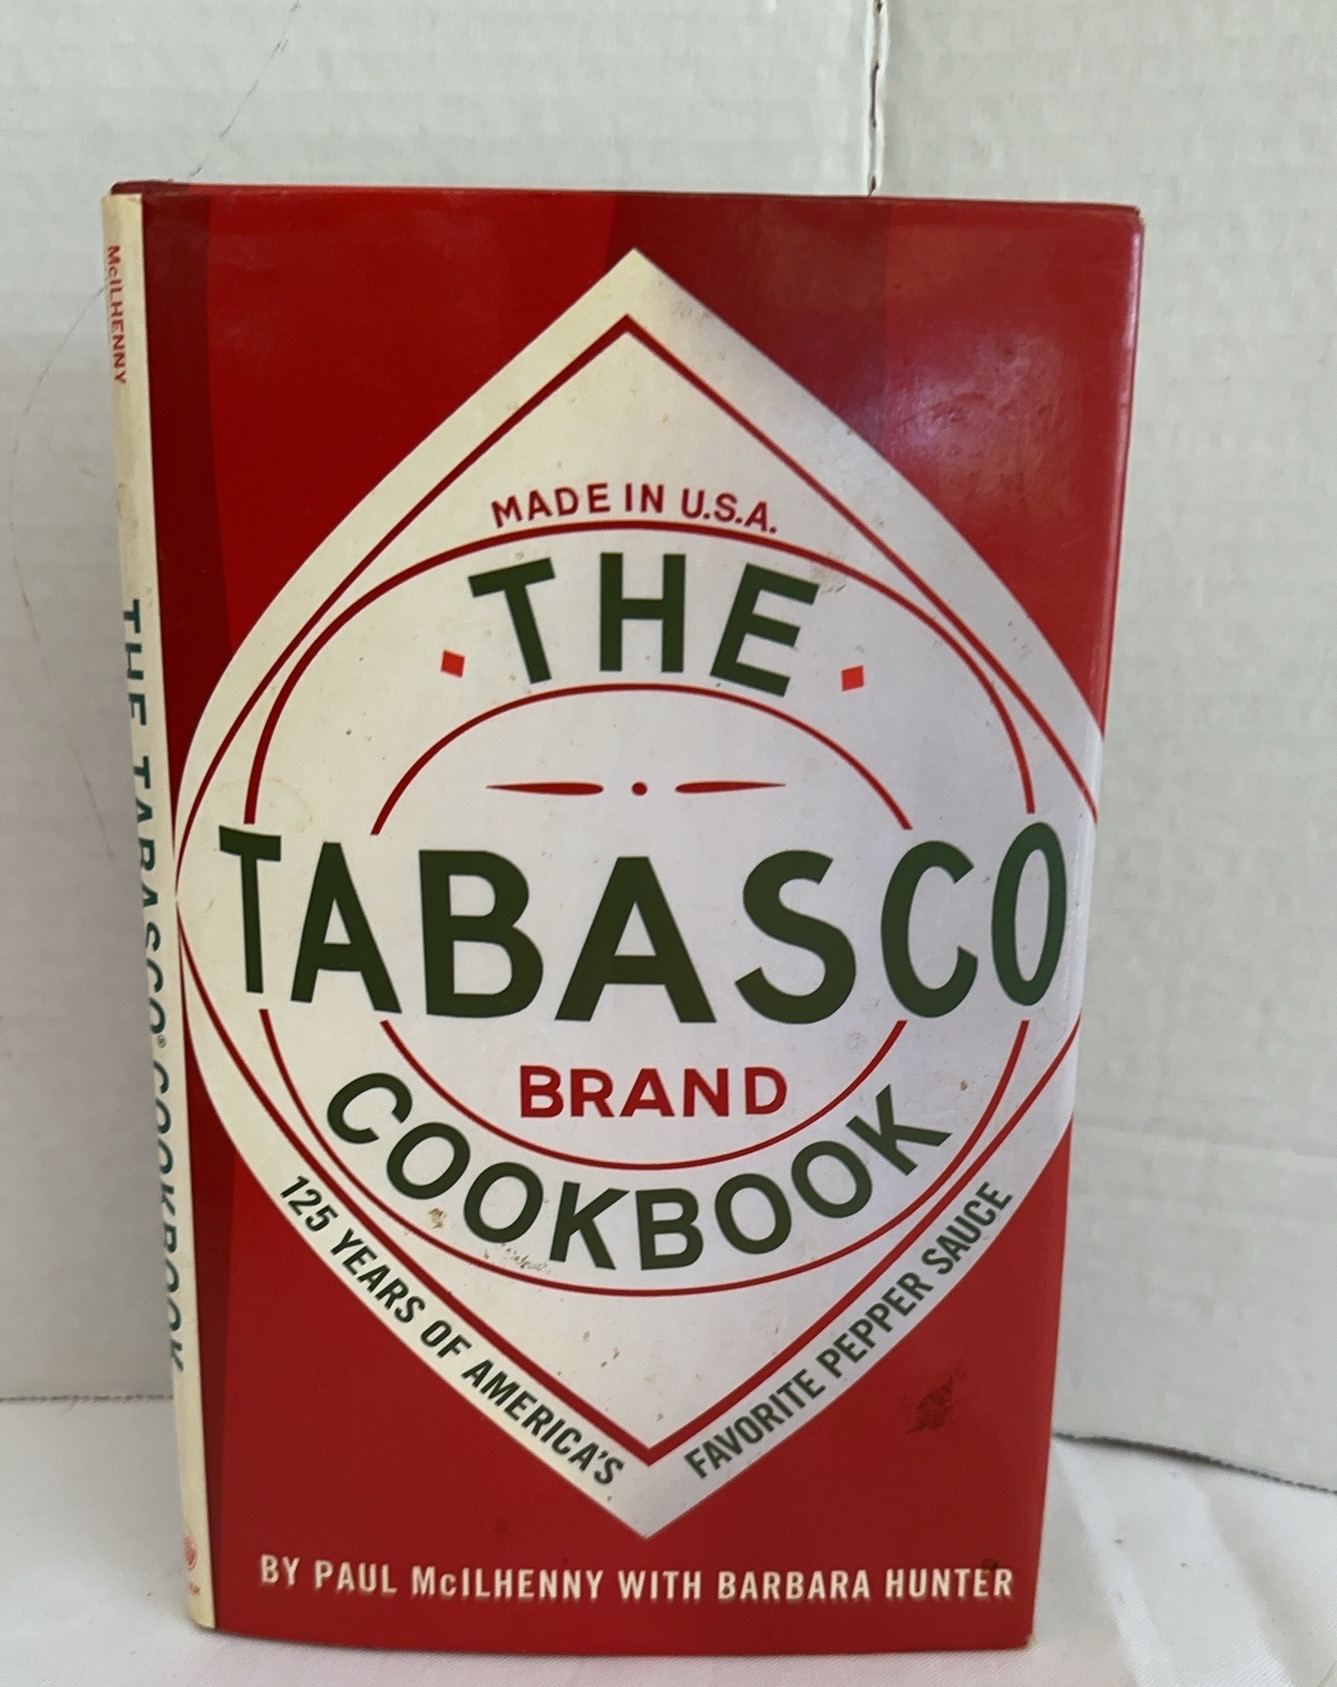 McILHENNY
THE TABASCO® COOKBOOK
MADE IN U.S.A.
THE
TABASCO
BRAND
COOKBOOK
125 YEARS OF AMERICA'S
FAVORITE PEPPER SAUCE
BY PAUL McILHENNY WITH BARBARA HUNTER